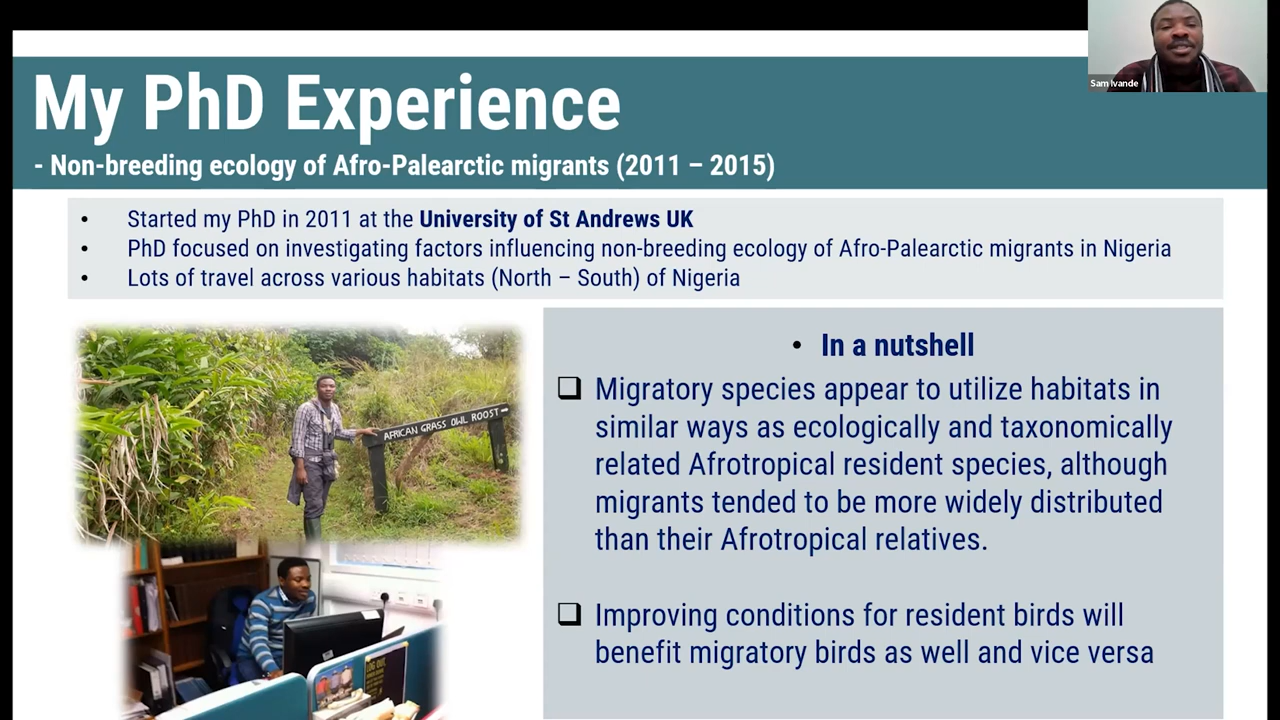 Sam Ivande
My PhD Experience
- Non-breeding ecology of Afro-Palearctic migrants (2011 – 2015)
• Started my PhD in 2011 at the University of St Andrews UK
• PhD focused on investigating factors influencing non-breeding ecology of Afro-Palearctic migrants in Nigeria
• Lots of travel across various habitats (North – South) of Nigeria
AFRICAN GRASS OWL ROOST
• In a nutshell
❑ Migratory species appear to utilize habitats in
similar ways as ecologically and taxonomically
related Afrotropical resident species, although
migrants tended to be more widely distributed
than their Afrotropical relatives.
❑ Improving conditions for resident birds will
benefit migratory birds as well and vice versa
LOG OUT